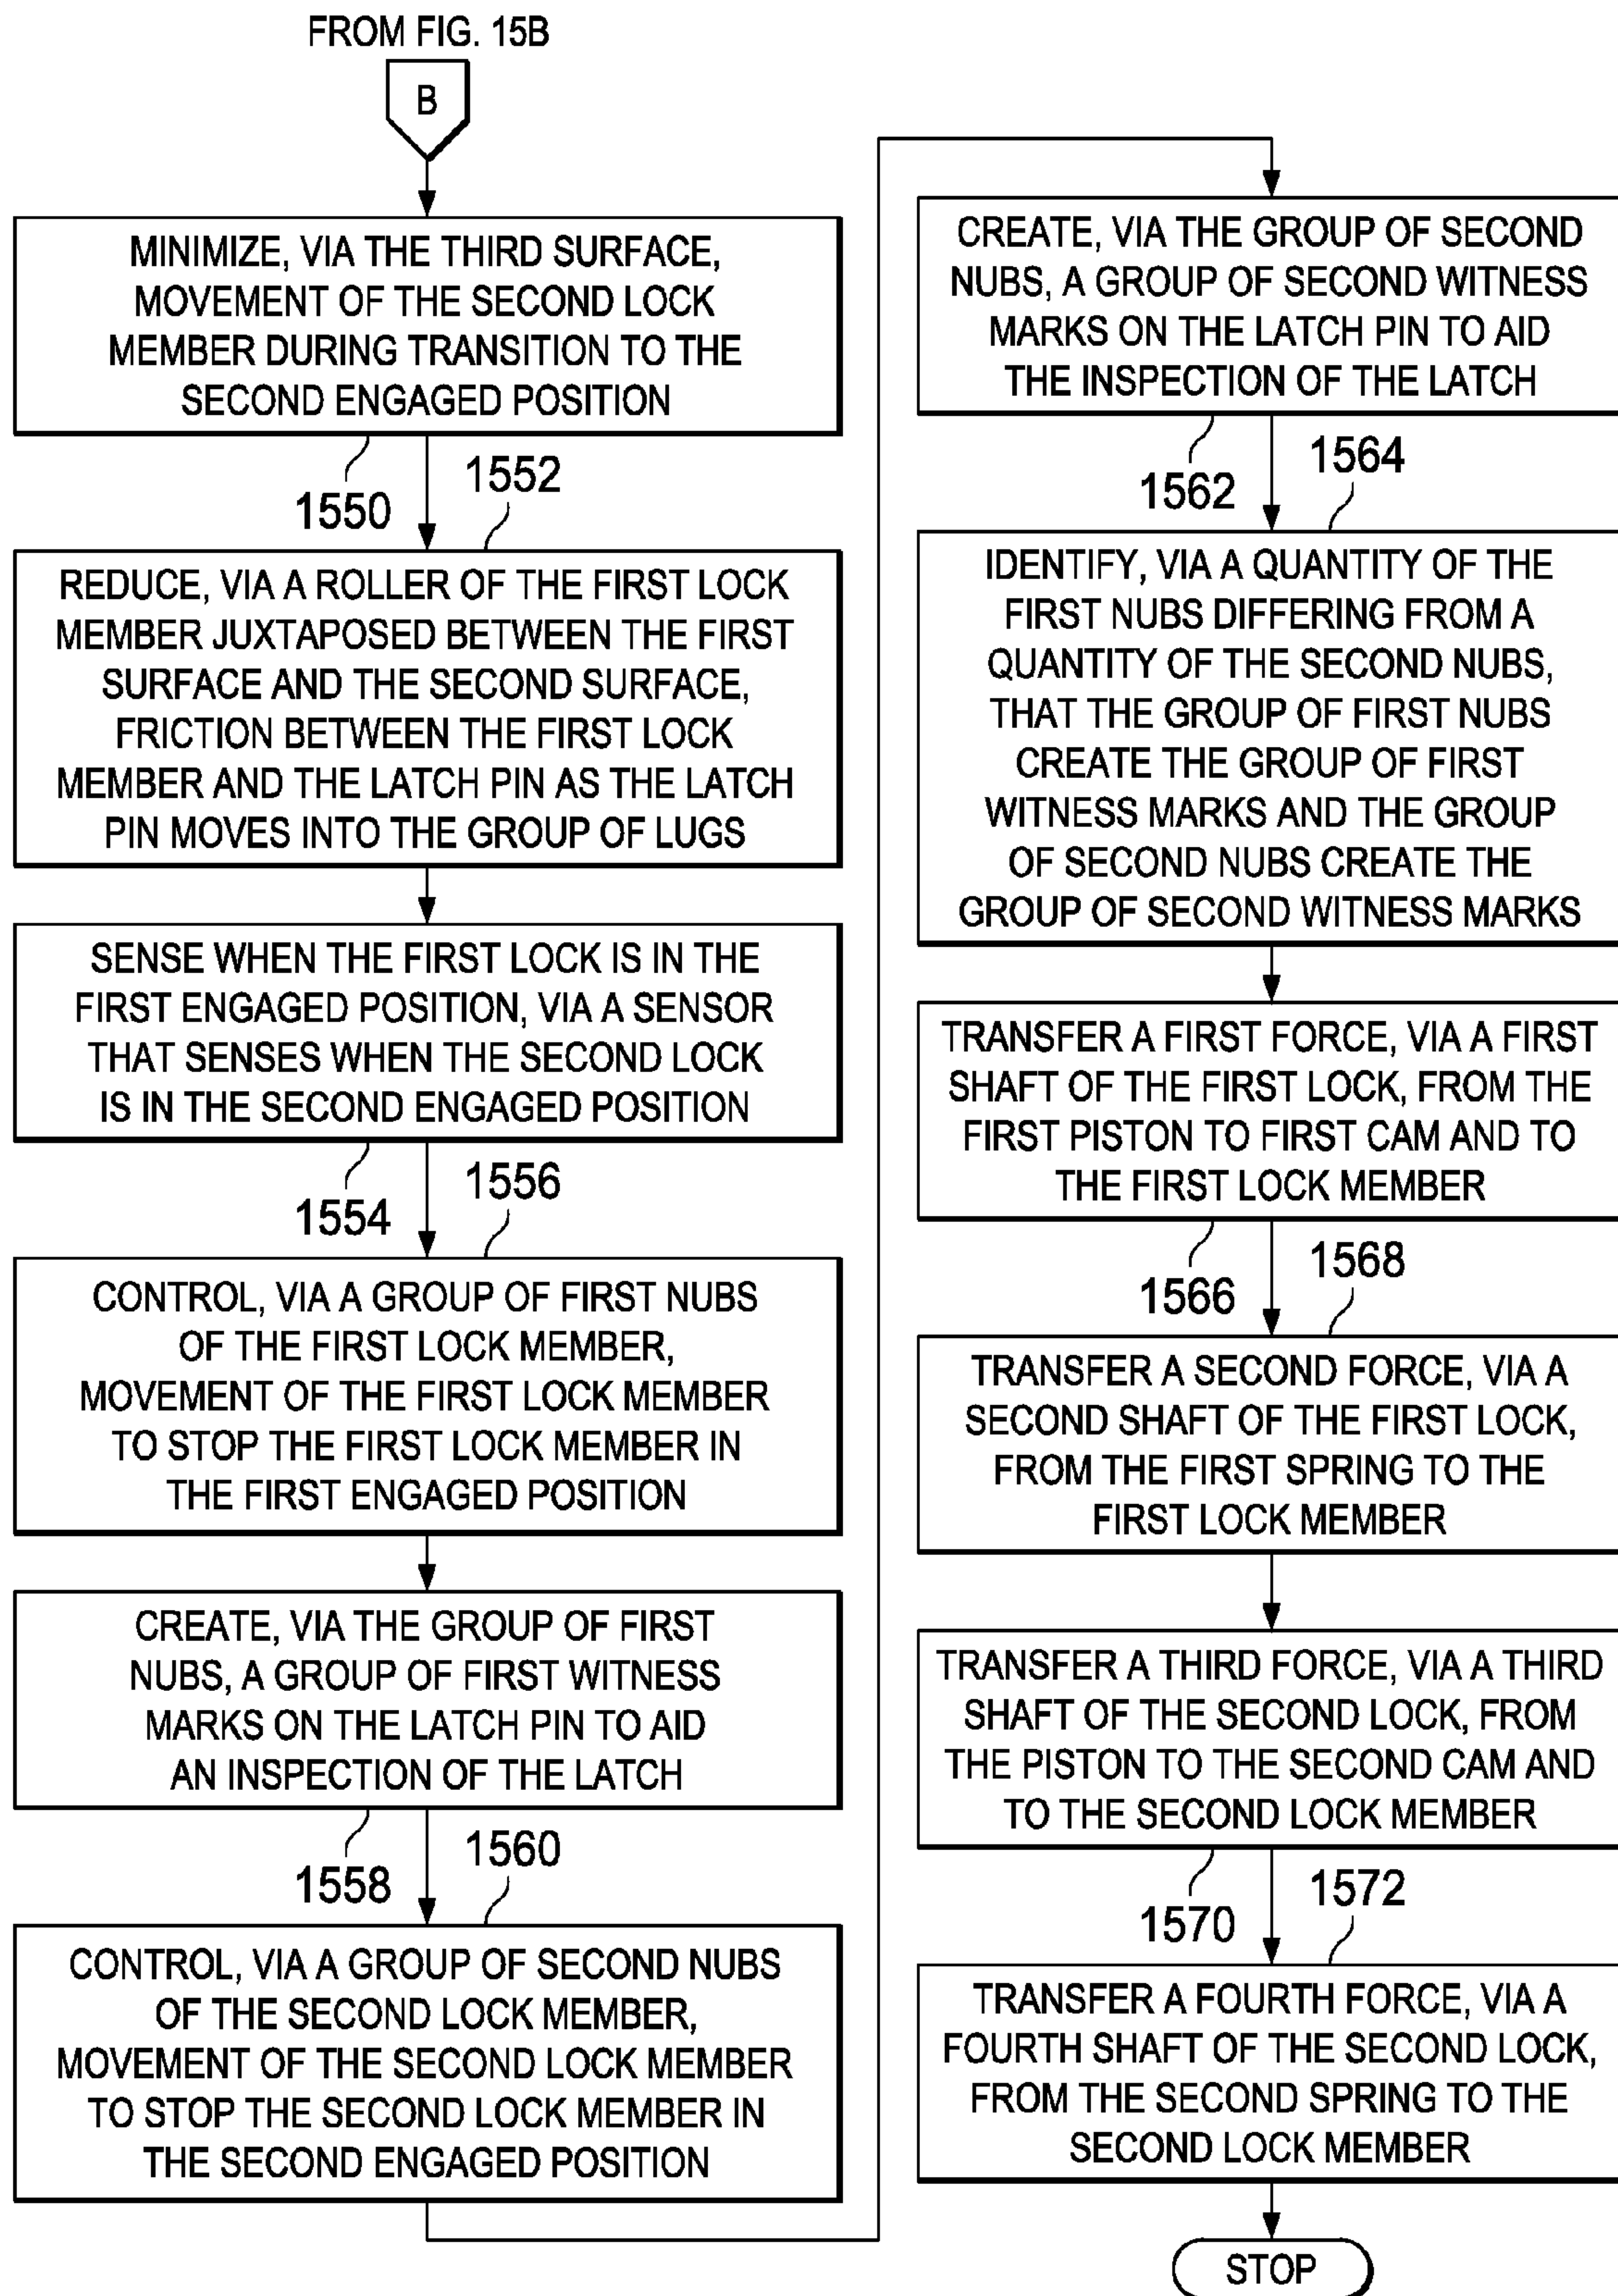 FROM FIG. 15B
B
MINIMIZE, VIA THE THIRD SURFACE,
MOVEMENT OF THE SECOND LOCK
MEMBER DURING TRANSITION TO THE
SECOND ENGAGED POSITION
1550
1552
REDUCE, VIA A ROLLER OF THE FIRST LOCK
MEMBER JUXTAPOSED BETWEEN THE FIRST
SURFACE AND THE SECOND SURFACE,
FRICTION BETWEEN THE FIRST LOCK
MEMBER AND THE LATCH PIN AS THE LATCH
PIN MOVES INTO THE GROUP OF LUGS
SENSE WHEN THE FIRST LOCK IS IN THE
FIRST ENGAGED POSITION, VIA A SENSOR
THAT SENSES WHEN THE SECOND LOCK
IS IN THE SECOND ENGAGED POSITION
1554
1556
CONTROL, VIA A GROUP OF FIRST NUBS
OF THE FIRST LOCK MEMBER,
MOVEMENT OF THE FIRST LOCK MEMBER
TO STOP THE FIRST LOCK MEMBER IN
THE FIRST ENGAGED POSITION
CREATE, VIA THE GROUP OF FIRST
NUBS, A GROUP OF FIRST WITNESS
MARKS ON THE LATCH PIN TO AID
AN INSPECTION OF THE LATCH
1558
1560
CONTROL, VIA A GROUP OF SECOND NUBS
OF THE SECOND LOCK MEMBER,
MOVEMENT OF THE SECOND LOCK MEMBER
TO STOP THE SECOND LOCK MEMBER IN
THE SECOND ENGAGED POSITION
CREATE, VIA THE GROUP OF SECOND
NUBS, A GROUP OF SECOND WITNESS
MARKS ON THE LATCH PIN TO AID
THE INSPECTION OF THE LATCH
1562
1564
IDENTIFY, VIA A QUANTITY OF THE
FIRST NUBS DIFFERING FROM A
QUANTITY OF THE SECOND NUBS,
THAT THE GROUP OF FIRST NUBS
CREATE THE GROUP OF FIRST
WITNESS MARKS AND THE GROUP
OF SECOND NUBS CREATE THE
GROUP OF SECOND WITNESS MARKS
TRANSFER A FIRST FORCE, VIA A FIRST
SHAFT OF THE FIRST LOCK, FROM THE
FIRST PISTON TO FIRST CAM AND TO
THE FIRST LOCK MEMBER
1566
1568
TRANSFER A SECOND FORCE, VIA A
SECOND SHAFT OF THE FIRST LOCK,
FROM THE FIRST SPRING TO THE
FIRST LOCK MEMBER
TRANSFER A THIRD FORCE, VIA A THIRD
SHAFT OF THE SECOND LOCK, FROM
THE PISTON TO THE SECOND CAM AND
TO THE SECOND LOCK MEMBER
1570
1572
TRANSFER A FOURTH FORCE, VIA A
FOURTH SHAFT OF THE SECOND LOCK,
FROM THE SECOND SPRING TO THE
SECOND LOCK MEMBER
STOP